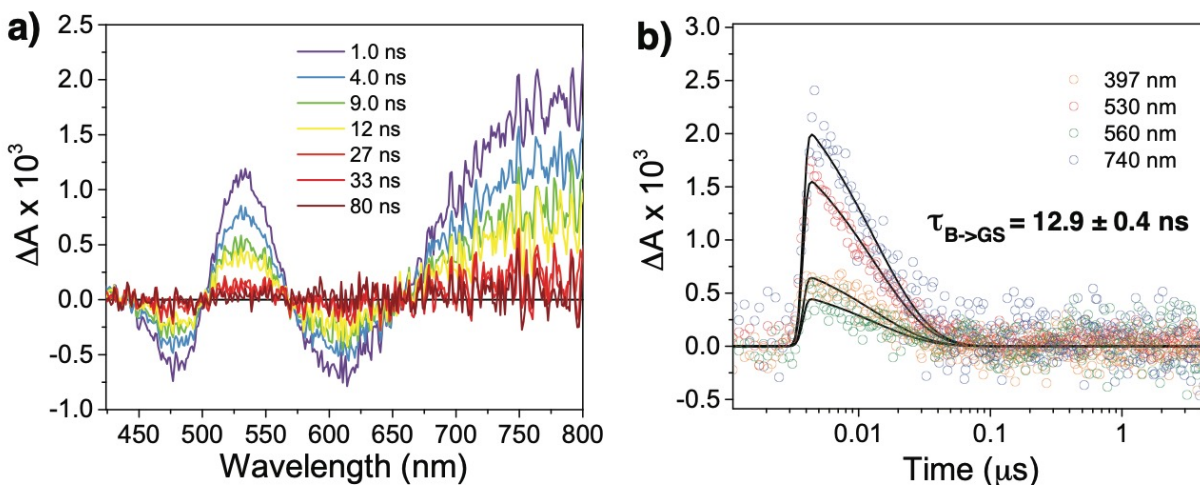 a)
2.5
2.0
1.5
1.0
0.5
0.0
-0.5
-1.0
ΔA x 10³
1.0 ns
4.0 ns
9.0 ns
12 ns
27 ns
33 ns
80 ns
450 500 550 600 650 700 750 800
Wavelength (nm)
b)
3.0
2.5
2.0
1.5
1.0
0.5
0.0
-0.5
ΔA x 10³
397 nm
530 nm
560 nm
740 nm
τB->GS = 12.9 ± 0.4 ns
0.01 0.1 1
Time (μs)